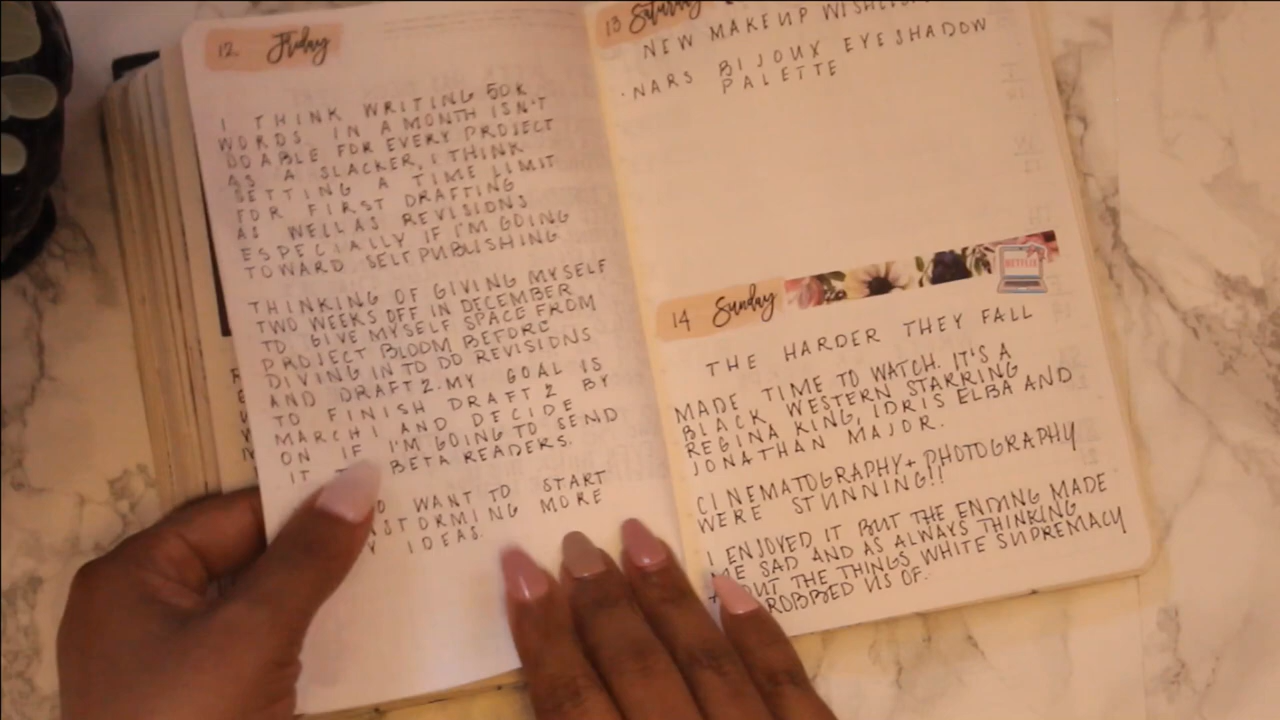 12. Friday
I THINK WRITING 50K
WORDS IN A MONTH ISN'T
DOABLE FOR EVERY PROJECT
AS A SLACKER. I THINK
SETTING A TIME LIMIT
FOR FIRST DRAFTING
AS WELL AS REVISIONS
ESPECIALLY IF I'M GOING
TOWARD SELF PUBLISHING
THINKING OF GIVING MYSELF
TWO WEEKS OFF IN DECEMBER
TO GIVE MYSELF SPACE FROM
PROJECT BLOOM BEFORE
DIVING IN TO DO REVISIONS
AND DRAFT 2. MY GOAL IS
TO FINISH DRAFT 2 BY
MARCH 1 AND DECIDE
ON IF I'M GOING TO SEND
IT BETA READERS.
WANT TO START
MORE
IDEAS.
13 Saturday
NEW MAKEUP
· NARS BIJOUX EYESHADOW
PALETTE
14 Sunday
NETFLIX
THE HARDER THEY FALL
MADE TIME TO WATCH. IT'S A
BLACK WESTERN STARRING
REGINA KING, IDRIS ELBA AND
JONATHAN MAJOR.
CINEMATOGRAPHY + PHOTOGRAPHY
WERE STUNNING!!
I ENJOYED IT BUT THE ENDING MADE
ME SAD AND AS ALWAYS THINKING
THE THINGS WHITE SUPREMACY
ROBBED US OF.